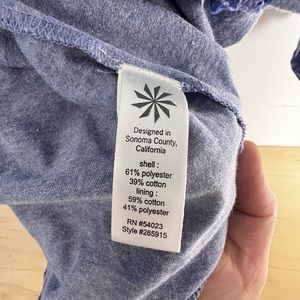 Designed in
Sonoma County,
California
shell :
61% polyester
39% cotton
lining :
59% cotton
41% polyester
RN #54023
Style #265915